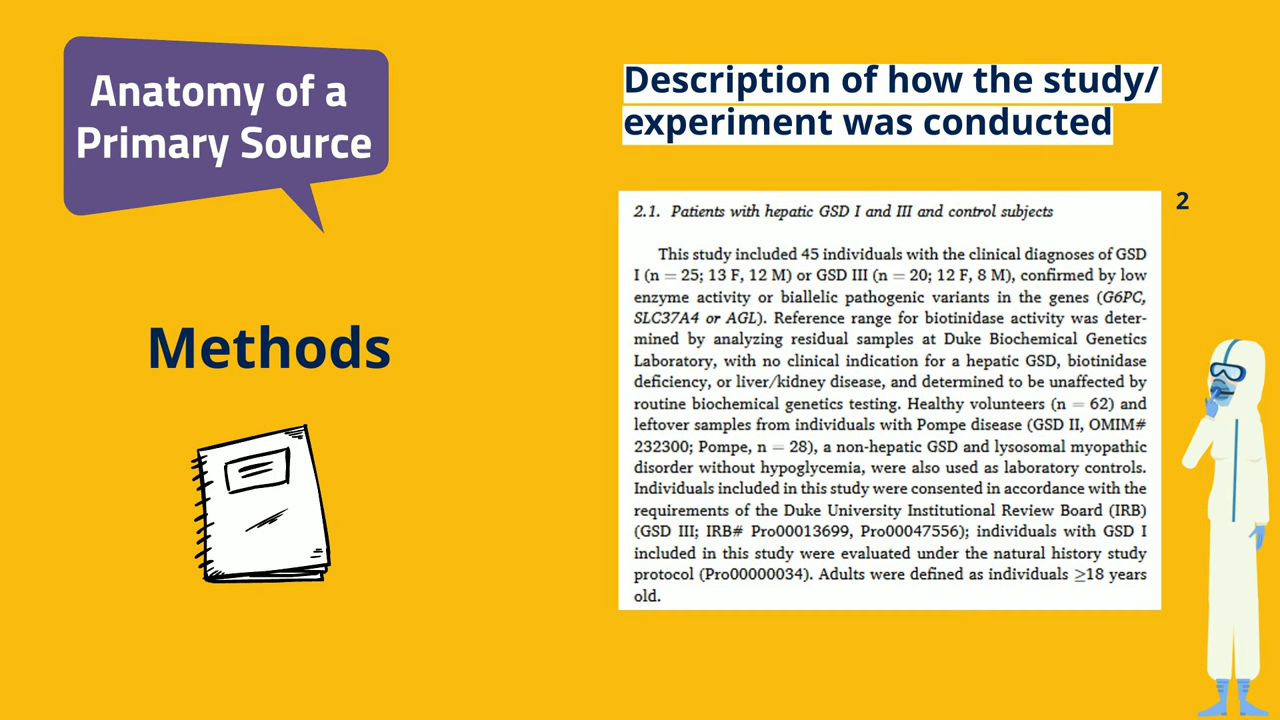 Anatomy of a
Primary Source
Methods
Description of how the study/
experiment was conducted
2
2.1. Patients with hepatic GSD I and III and control subjects
This study included 45 individuals with the clinical diagnoses of GSD
I (n = 25; 13 F, 12 M) or GSD III (n = 20; 12 F, 8 M), confirmed by low
enzyme activity or biallelic pathogenic variants in the genes (G6PC,
SLC37A4 or AGL). Reference range for biotinidase activity was deter-
mined by analyzing residual samples at Duke Biochemical Genetics
Laboratory, with no clinical indication for a hepatic GSD, biotinidase
deficiency, or liver/kidney disease, and determined to be unaffected by
routine biochemical genetics testing. Healthy volunteers (n = 62) and
leftover samples from individuals with Pompe disease (GSD II, OMIM#
232300; Pompe, n = 28), a non-hepatic GSD and lysosomal myopathic
disorder without hypoglycemia, were also used as laboratory controls.
Individuals included in this study were consented in accordance with the
requirements of the Duke University Institutional Review Board (IRB)
(GSD III; IRB# Pro00013699, Pro00047556); individuals with GSD I
included in this study were evaluated under the natural history study
protocol (Pro00000034). Adults were defined as individuals ≥18 years
old.